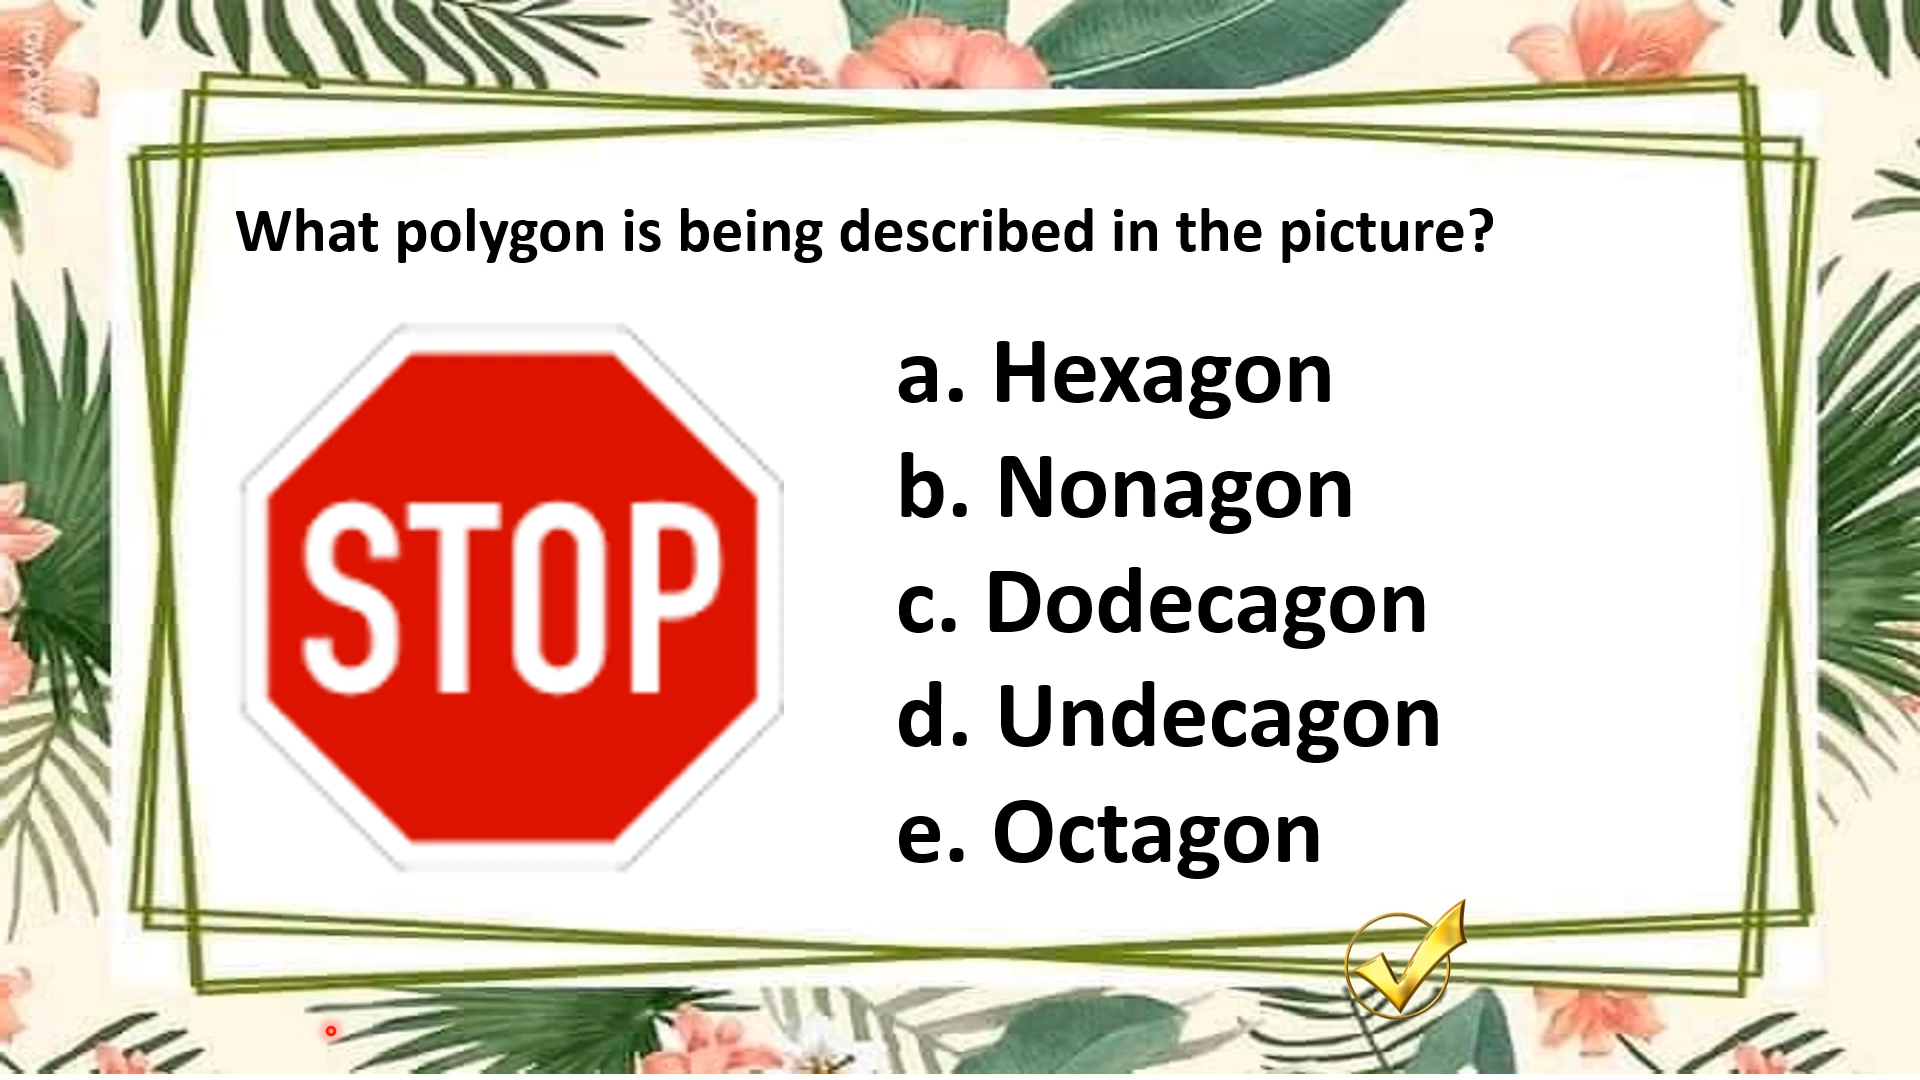 What polygon is being described in the picture?
STOP
a. Hexagon
b. Nonagon
c. Dodecagon
d. Undecagon
e. Octagon